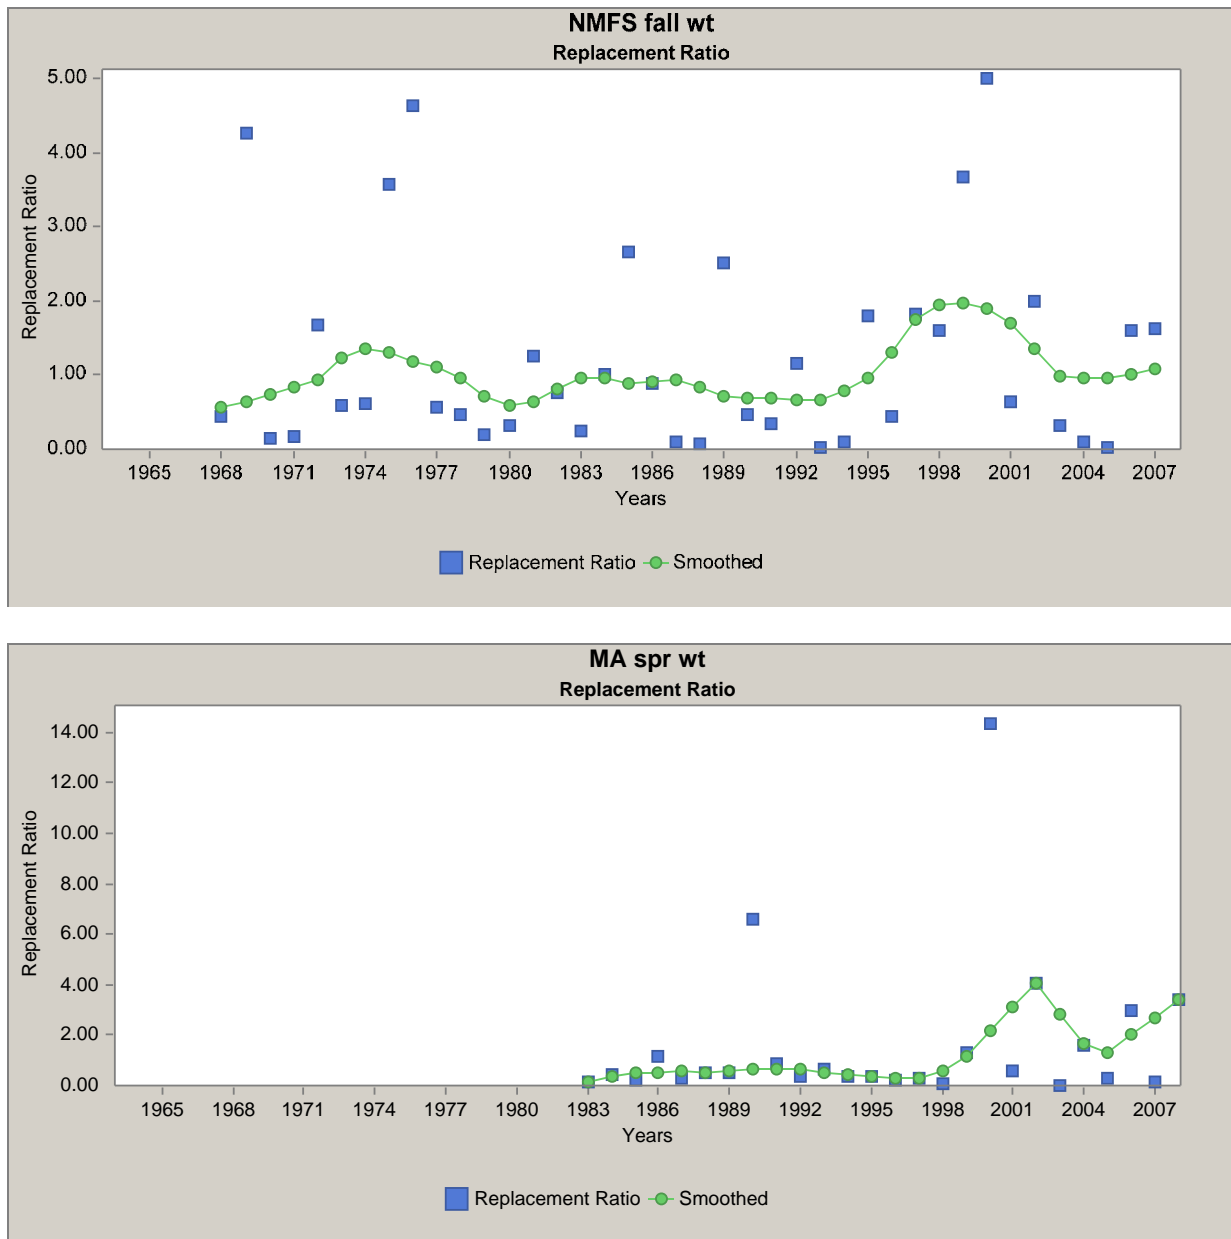 NMFS fall wt
Replacement Ratio
5.00
4.00
3.00
2.00
1.00
0.00
Replacement Ratio
1965 1968 1971 1974 1977 1980 1983 1986 1989 1992 1995 1998 2001 2004 2007
Years
Replacement Ratio Smoothed
MA spr wt
Replacement Ratio
14.00
12.00
10.00
8.00
6.00
4.00
2.00
0.00
Replacement Ratio
1965 1968 1971 1974 1977 1980 1983 1986 1989 1992 1995 1998 2001 2004 2007
Years
Replacement Ratio Smoothed